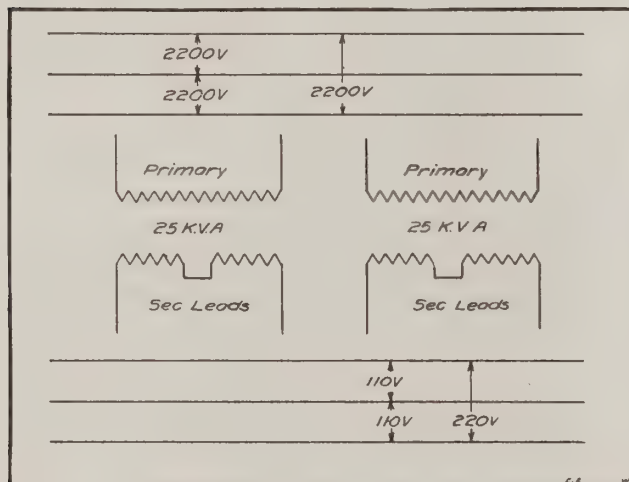 2200V
2200V 2200V
Primary Primary
25 K.V.A 25 K.V A
Sec Leads Sec Leads
110V
110V 220V